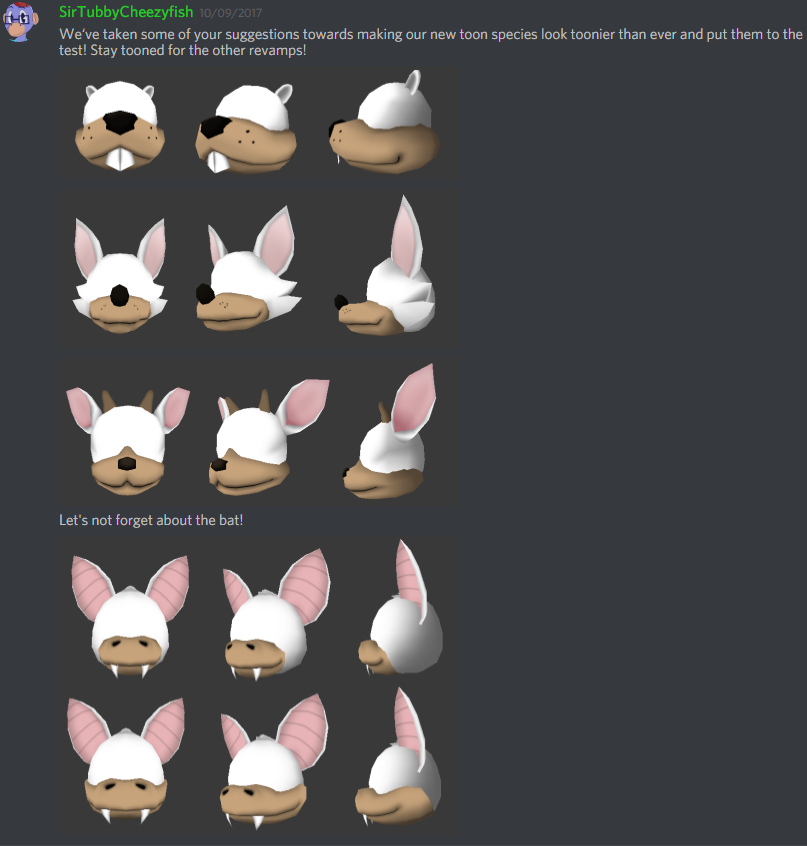 SirTubbyCheezyfish 10/09/2017
We've taken some of your suggestions towards making our new toon species look toonier than ever and put them to the
test! Stay tooned for the other revamps!
Let's not forget about the bat!